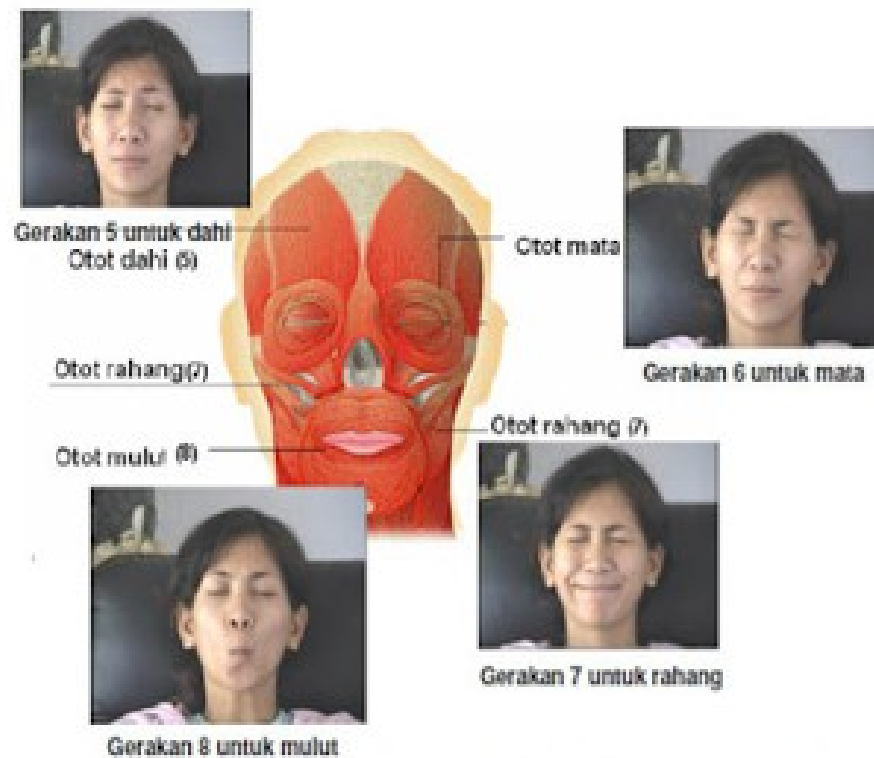 Gerakan 5 untuk dahi
Otot dahi (5)
Otot mata
Gerakan 6 untuk mata
Otot rahang(7)
Otot rahang (7)
Otot mulut (8)
Gerakan 7 untuk rahang
Gerakan 8 untuk mulut